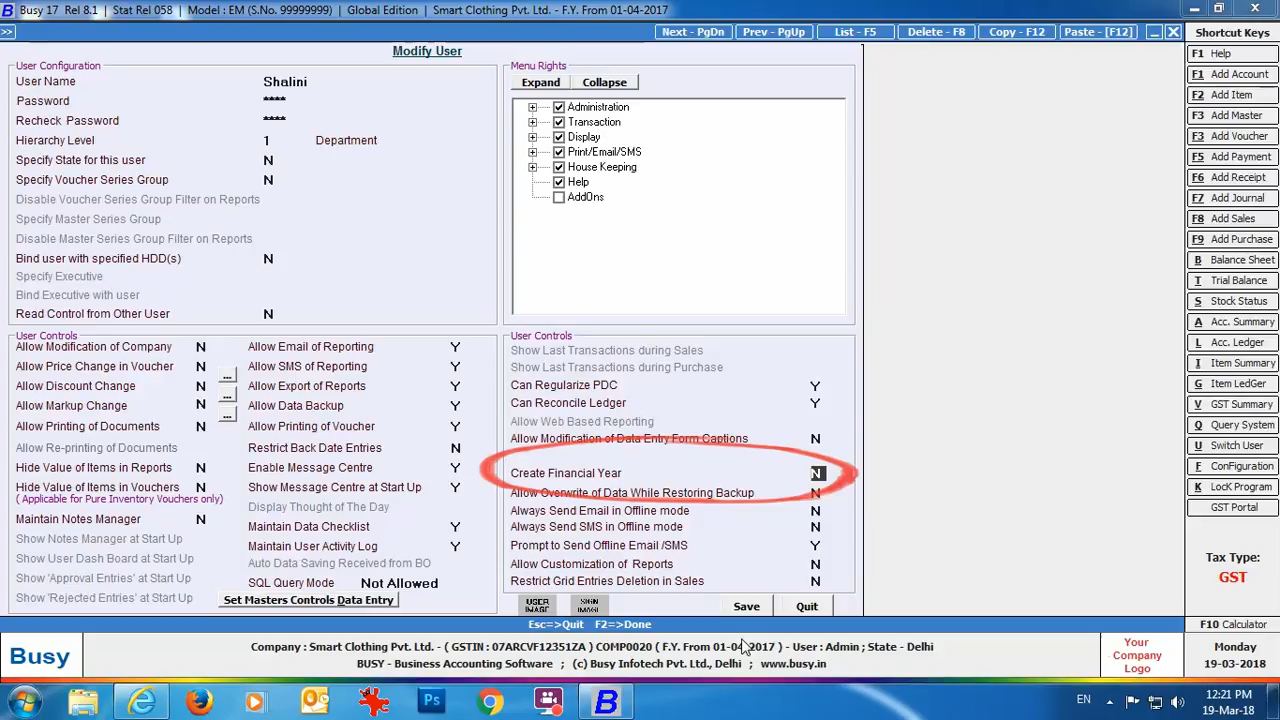 Busy 17 Rel 8.1 | Stat Rel 058 | Model : EM (S.No. 99999999) | Global Edition | Smart Clothing Pvt. Ltd. - F.Y. From 01-04-2017
>> Next - PgDn Prev - PgUp List - F5 Delete - F8 Copy - F12 Paste - [F12]
Modify User
User Configuration
User Name Shalini
Password ****
Recheck Password ****
Hierarchy Level 1 Department
Specify State for this user N
Specify Voucher Series Group N
Disable Voucher Series Group Filter on Reports
Specify Master Series Group
Disable Master Series Group Filter on Reports
Bind user with specified HDD(s) N
Specify Executive
Bind Executive with user
Read Control from Other User N
Menu Rights
Expand Collapse
Administration
Transaction
Display
Print/Email/SMS
House Keeping
Help
AddOns
User Controls
Allow Modification of Company N
Allow Price Change in Voucher N ...
Allow Discount Change N ...
Allow Markup Change N ...
Allow Printing of Documents N
Allow Re-printing of Documents
Hide Value of Items in Reports N
Hide Value of Items in Vouchers N
( Applicable for Pure Inventory Vouchers only)
Maintain Notes Manager N
Show Notes Manager at Start Up
Show User Dash Board at Start Up
Show 'Approval Entries' at Start Up
Show 'Rejected Entries' at Start Up
Allow Email of Reporting Y
Allow SMS of Reporting Y
Allow Export of Reports Y
Allow Data Backup Y
Allow Printing of Voucher Y
Restrict Back Date Entries N
Enable Message Centre Y
Show Message Centre at Start Up Y
Display Thought of The Day
Maintain Data Checklist Y
Maintain User Activity Log Y
Auto Data Saving Received from BO
SQL Query Mode Not Allowed
Set Masters Controls Data Entry
User Controls
Show Last Transactions during Sales
Show Last Transactions during Purchase
Can Regularize PDC Y
Can Reconcile Ledger Y
Allow Web Based Reporting
Allow Modification of Data Entry Form Captions N
Create Financial Year N
Allow Overwrite of Data While Restoring Backup N
Always Send Email in Offline mode N
Always Send SMS in Offline mode N
Prompt to Send Offline Email /SMS Y
Allow Customization of Reports N
Restrict Grid Entries Deletion in Sales N
USER IMAGE SIGN IMAGE Save Quit
Esc=>Quit F2=>Done
Shortcut Keys
F1 Help
F1 Add Account
F2 Add Item
F3 Add Master
F3 Add Voucher
F5 Add Payment
F6 Add Receipt
F7 Add Journal
F8 Add Sales
F9 Add Purchase
B Balance Sheet
T Trial Balance
S Stock Status
A Acc. Summary
L Acc. Ledger
I Item Summary
G Item LedGer
V GST Summary
Q Query System
U Switch User
F ConFiguration
K LocK Program
GST Portal
Tax Type:
GST
F10 Calculator
Busy
Company : Smart Clothing Pvt. Ltd. - ( GSTIN : 07ARCVF12351ZA ) COMP0020 ( F.Y. From 01-04-2017 ) - User : Admin ; State - Delhi
BUSY - Business Accounting Software ; (c) Busy Infotech Pvt. Ltd., Delhi ; www.busy.in
Your
Company
Logo
Monday
19-03-2018
Ps
EN
12:21 PM
19-Mar-18